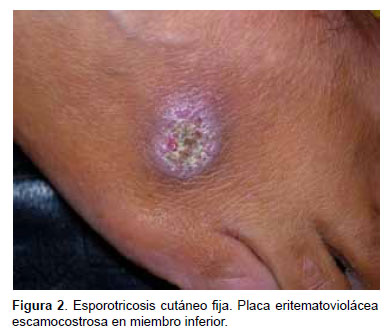 Figura 2. Esporotricosis cutáneo fija. Placa eritematoviolácea
escamocostrosa en miembro inferior.